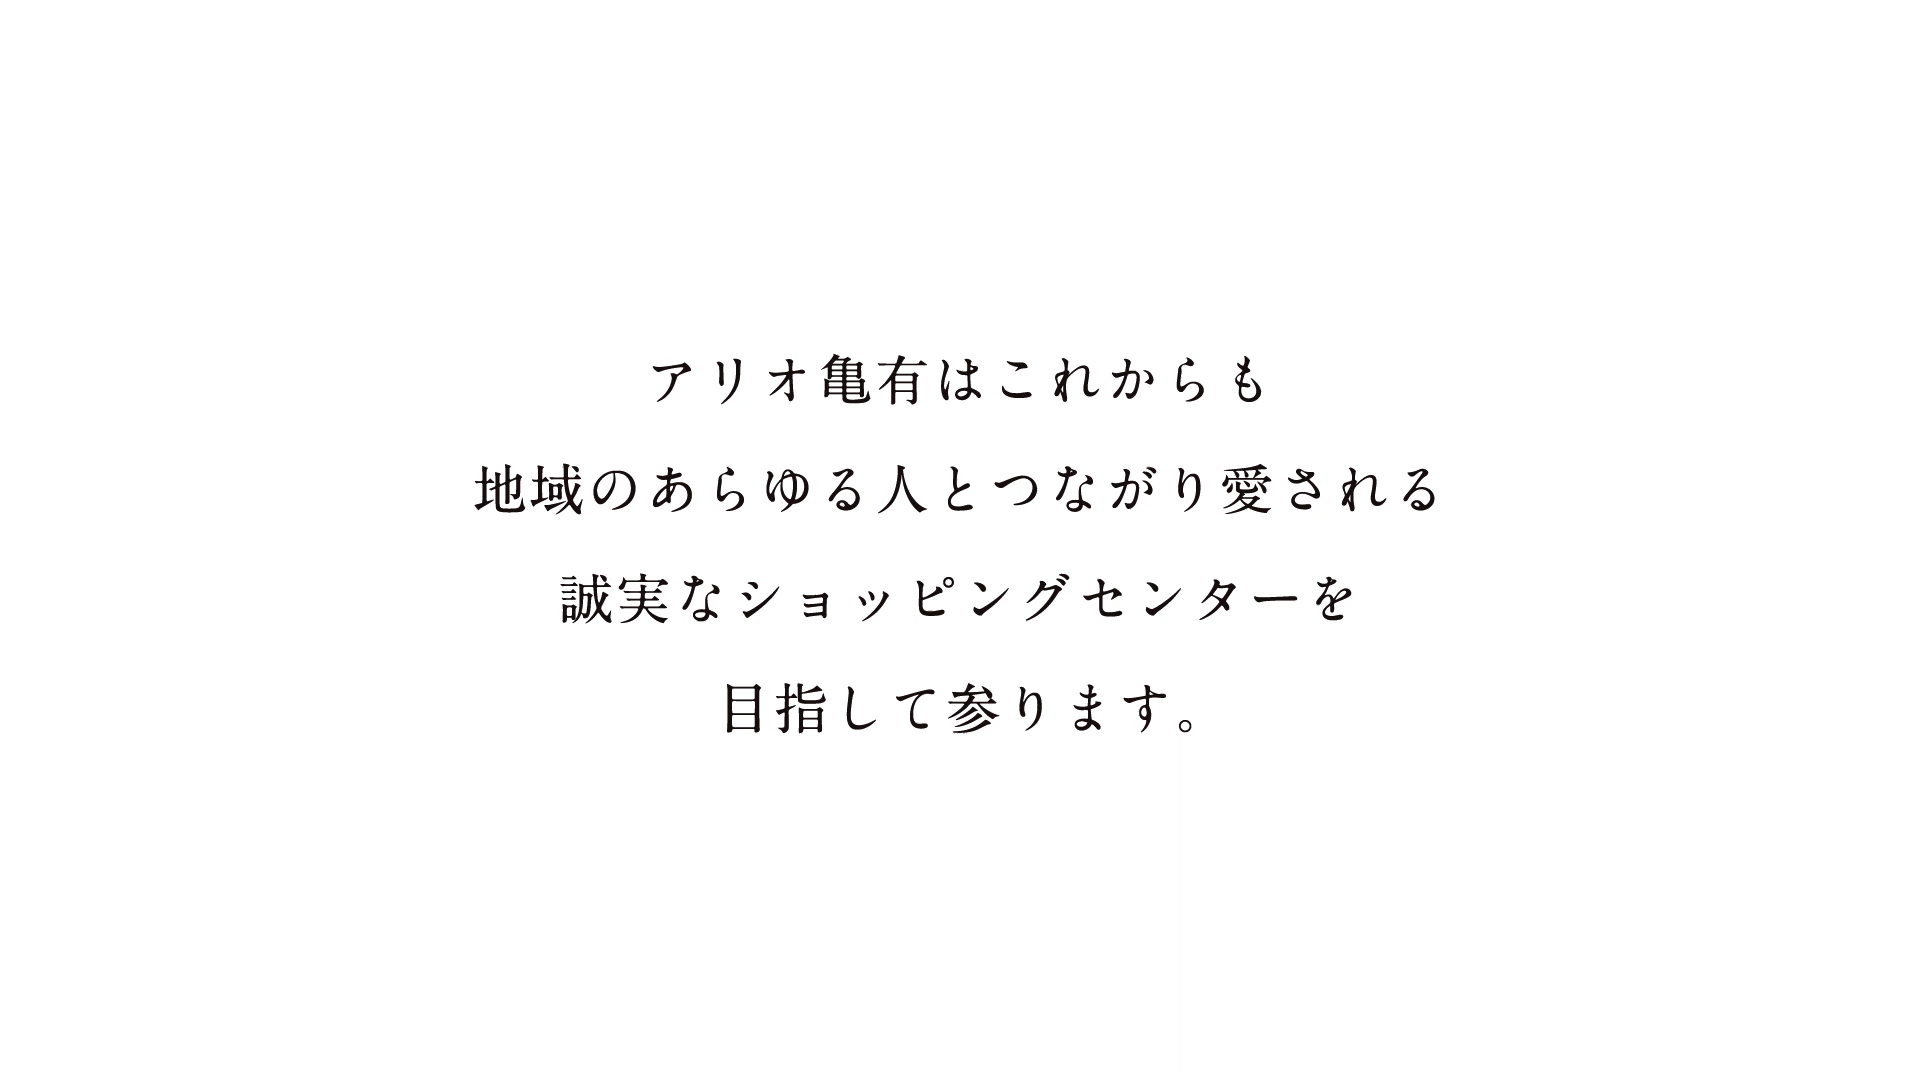 アリオ亀有はこれからも
地域のあらゆる人とつながり愛される
誠実なショッピングセンターを
目指して参ります。